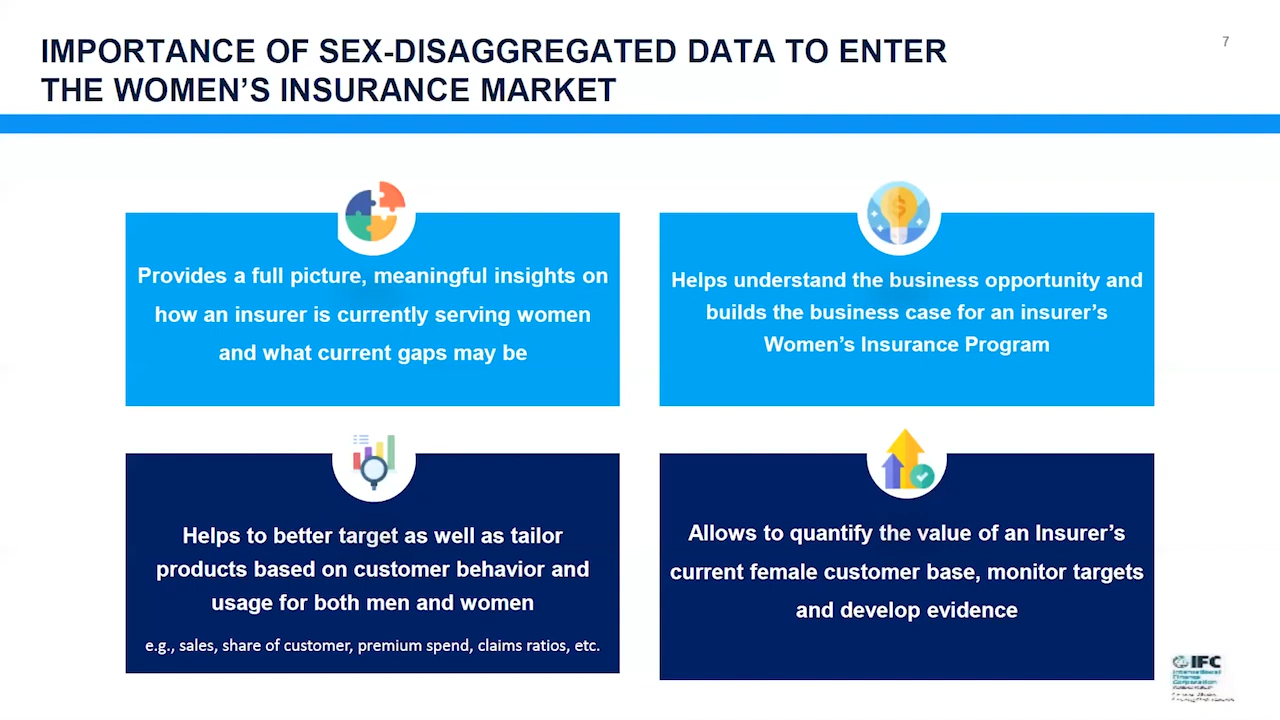 IMPORTANCE OF SEX-DISAGGREGATED DATA TO ENTER
THE WOMEN'S INSURANCE MARKET
7
Provides a full picture, meaningful insights on
how an insurer is currently serving women
and what current gaps may be
Helps understand the business opportunity and
builds the business case for an insurer's
Women's Insurance Program
Helps to better target as well as tailor
products based on customer behavior and
usage for both men and women
e.g., sales, share of customer, premium spend, claims ratios, etc.
Allows to quantify the value of an Insurer's
current female customer base, monitor targets
and develop evidence
IFC
International
Finance
Corporation